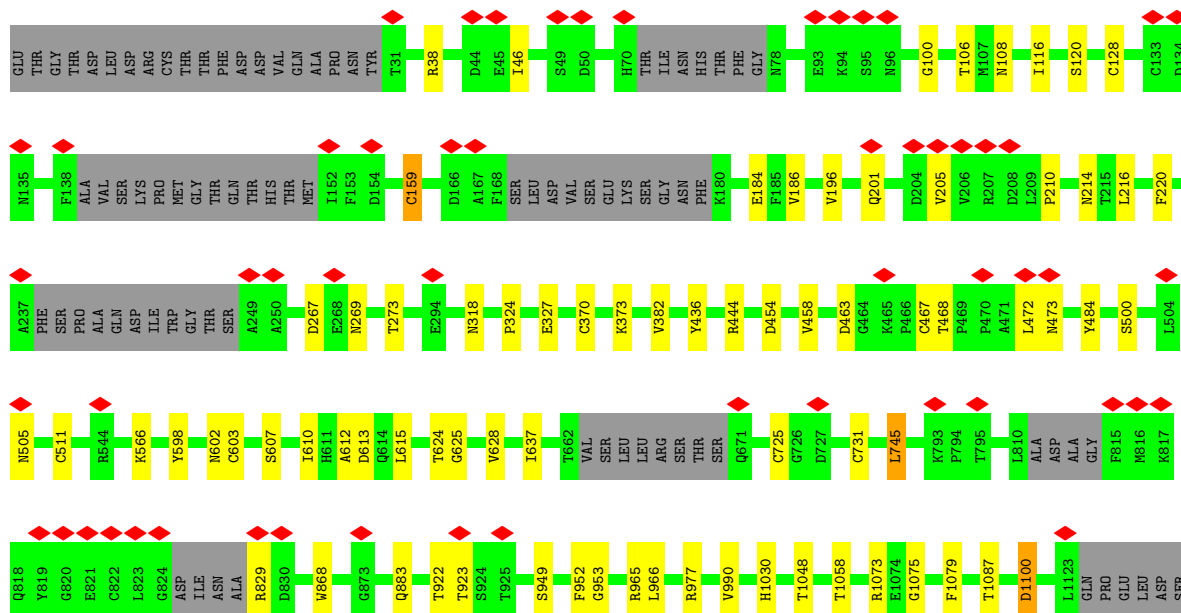 GLU THR GLY THR ASP LEU ASP ARG CYS THR THR PHE ASP ASP VAL GLN ALA PRO ASN TYR T31 R38 D44 E45 I46 S49 D50 H70 THR ILE ASN HIS THR PHE GLY N78 E93 K94 S95 N96 G100 T106 M107 N108 I116 S120 C128 C133 D134
N135 F138 ALA VAL SER LYS PRO MET GLY THR GLN THR HIS THR MET I152 F153 D154 C159 D166 A167 F168 SER LEU ASP VAL SER GLU LYS SER GLY ASN PHE K180 E184 F185 V186 V196 Q201 D204 V205 V206 R207 D208 L209 P210 N214 T215 L216 F220
A237 PHE SER PRO ALA GLN ASP ILE TRP GLY THR SER A249 A250 D267 E268 N269 T273 E294 N318 P324 E327 C370 K373 V382 Y436 R444 D454 V458 D463 G464 K465 P466 C467 T468 P469 P470 A471 L472 N473 Y484 S500 L504
N505 C511 R544 K566 Y598 N602 C603 S607 I610 H611 A612 D613 Q614 L615 T624 G625 V628 I637 T662 VAL SER LEU LEU ARG SER THR SER Q671 C725 G726 D727 C731 L745 K793 P794 T795 L810 ALA ASP ALA GLY F815 M816 K817
Q818 Y819 G820 E821 C822 L823 G824 ASP ILE ASN ALA R829 D830 W868 G873 Q883 T922 T923 S924 T925 S949 F952 G953 R965 L966 R977 V990 H1030 T1048 T1058 R1073 E1074 G1075 F1079 T1087 D1100 L1123 GLN PRO GLU LEU ASP SER